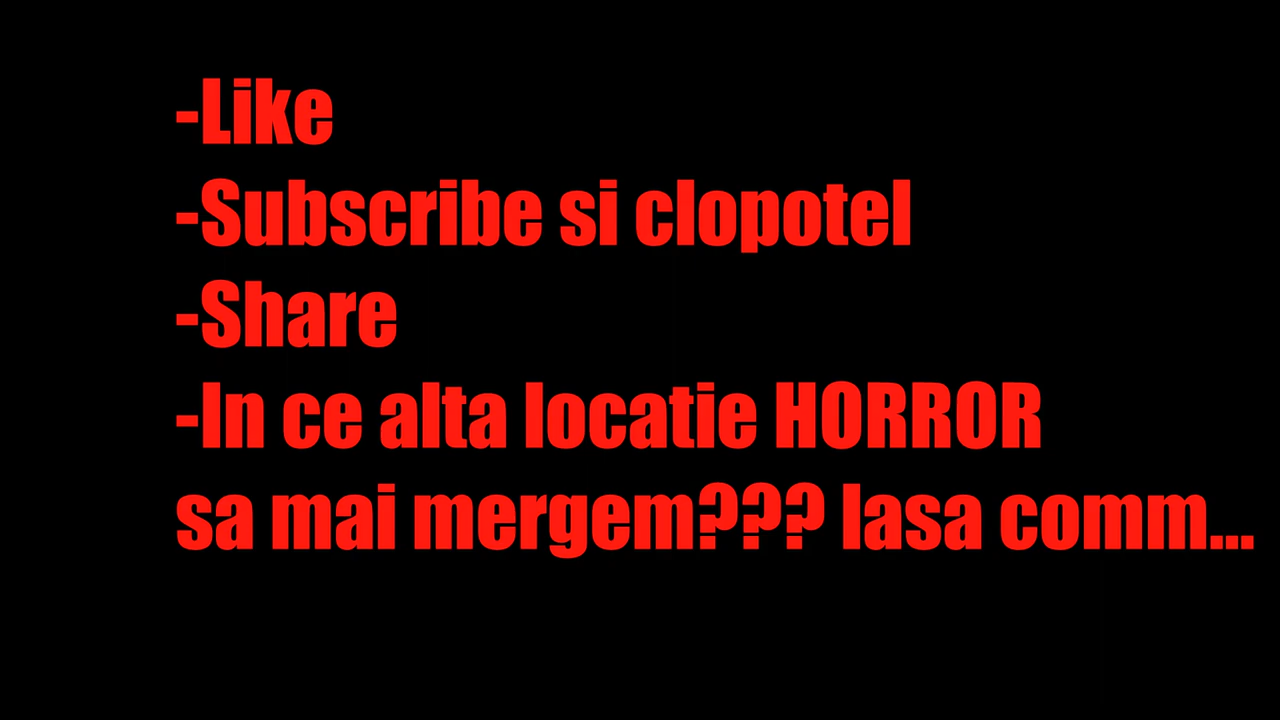 -Like
-Subscribe si clopotel
-Share
-In ce alta locatie HORROR
sa mai mergem??? lasa comm...